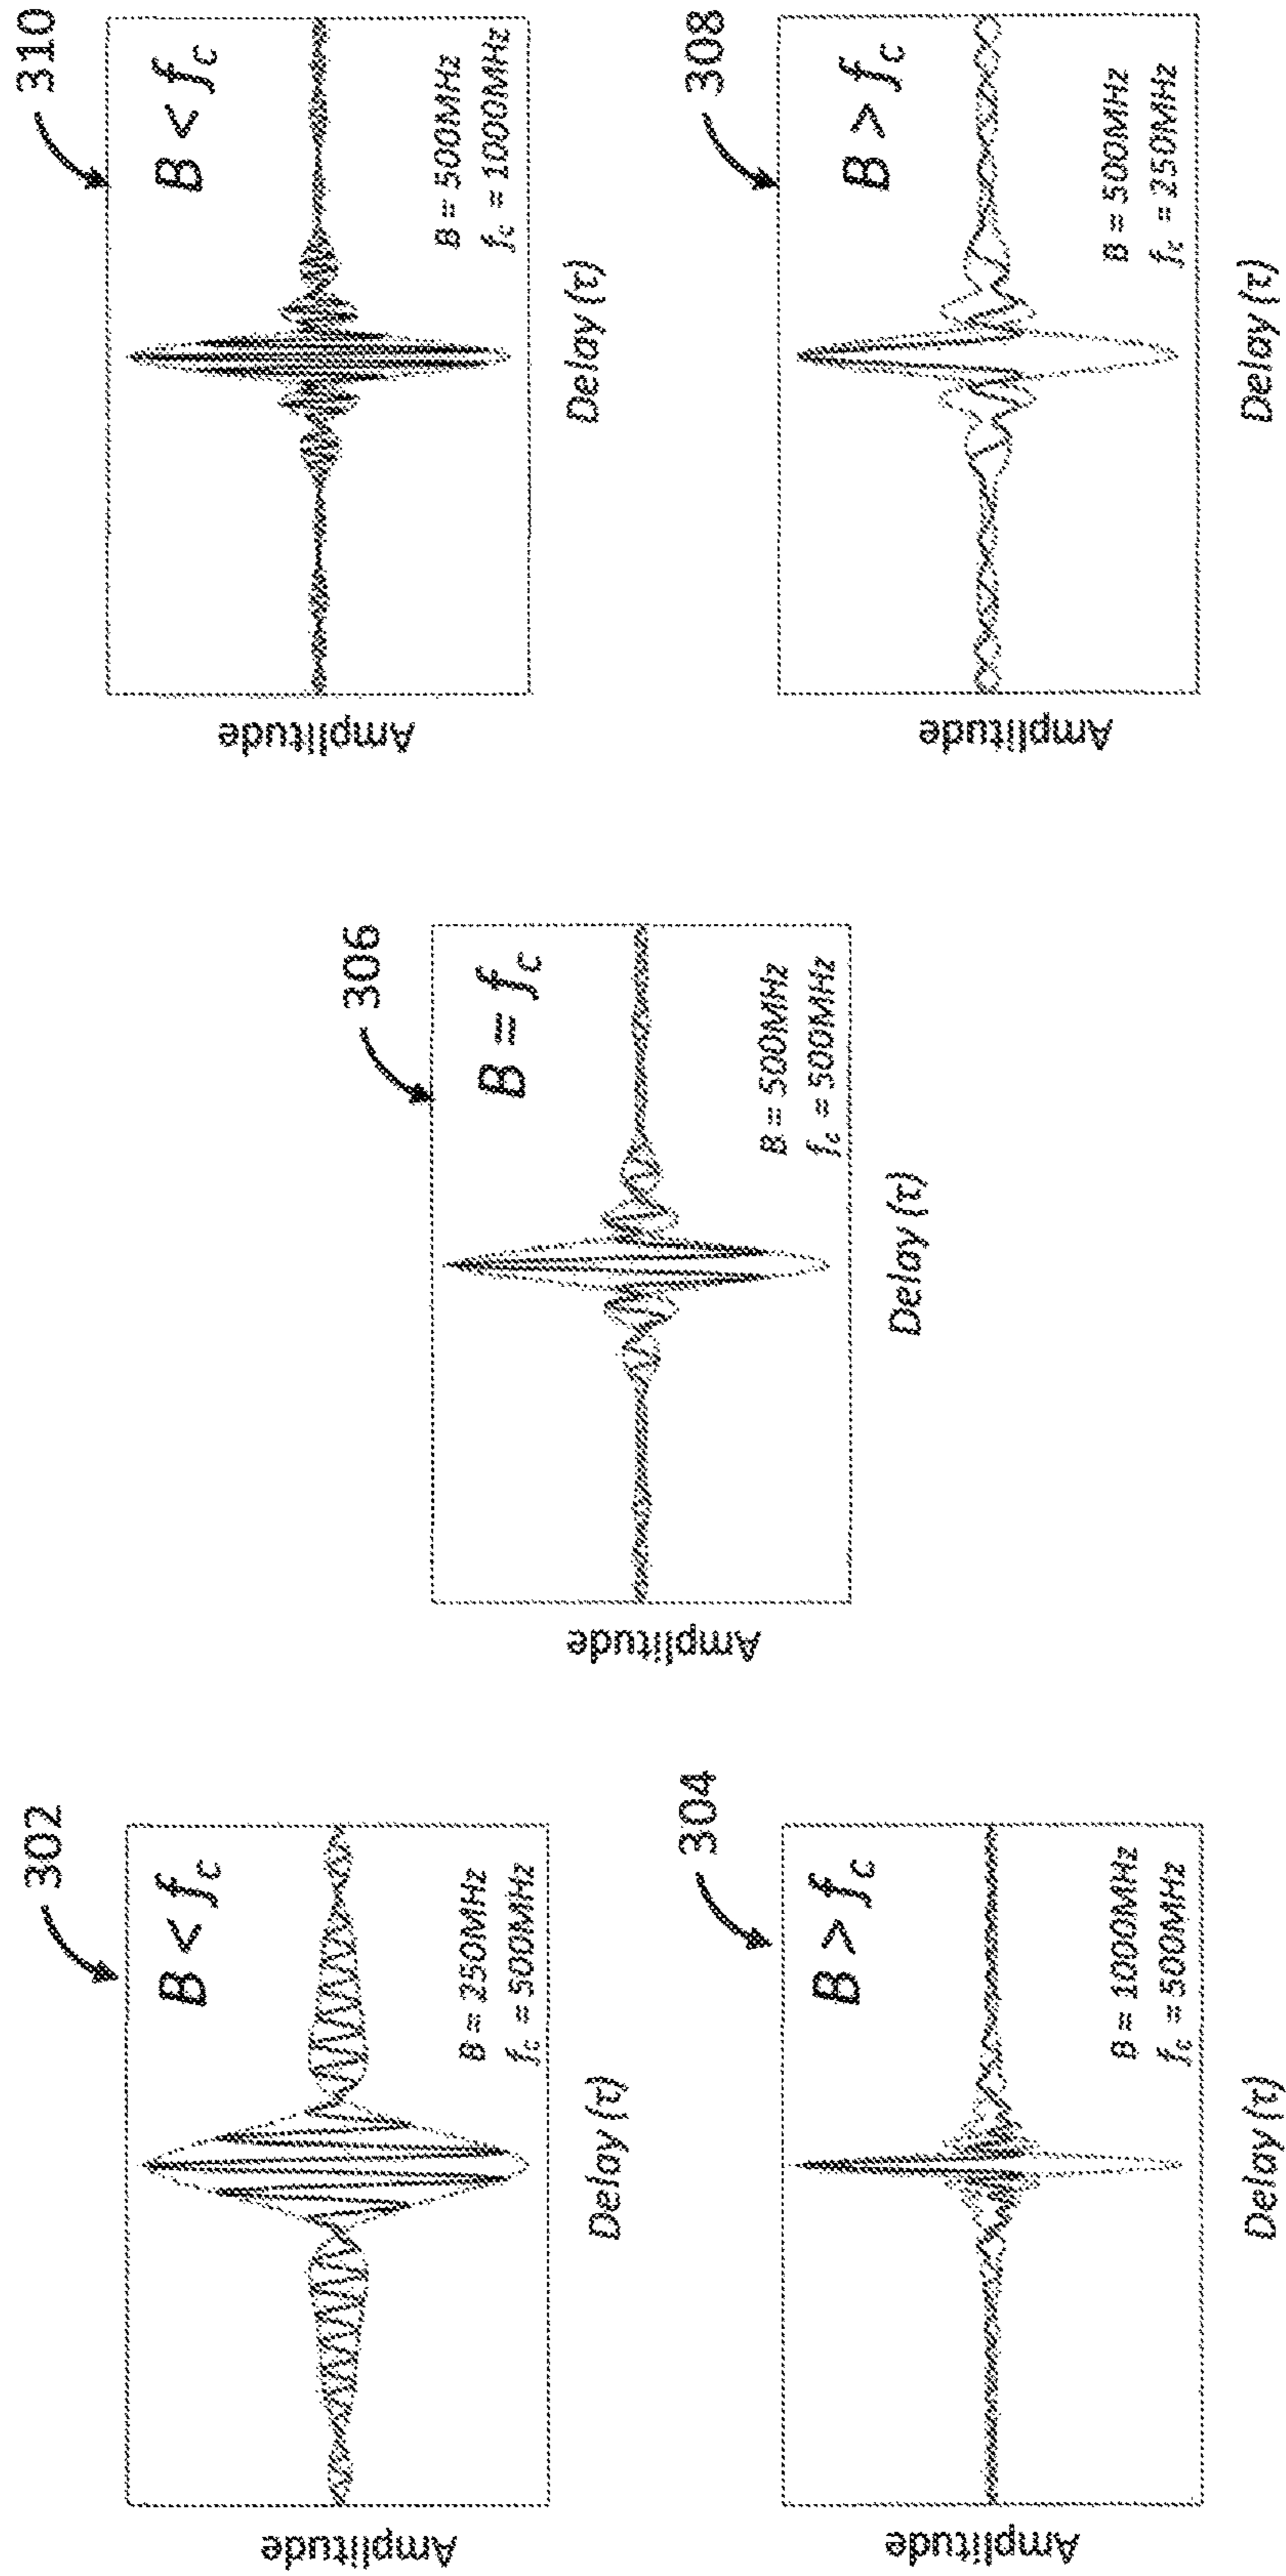 302
B < f_c
B = 250MHz
f_c = 500MHz
Amplitude
Delay (τ)
304
B > f_c
B = 1000MHz
f_c = 500MHz
Amplitude
Delay (τ)
306
B = f_c
B = 500MHz
f_c = 500MHz
Amplitude
Delay (τ)
310
B < f_c
B = 500MHz
f_c = 1000MHz
Amplitude
Delay (τ)
308
B > f_c
B = 500MHz
f_c = 250MHz
Amplitude
Delay (τ)